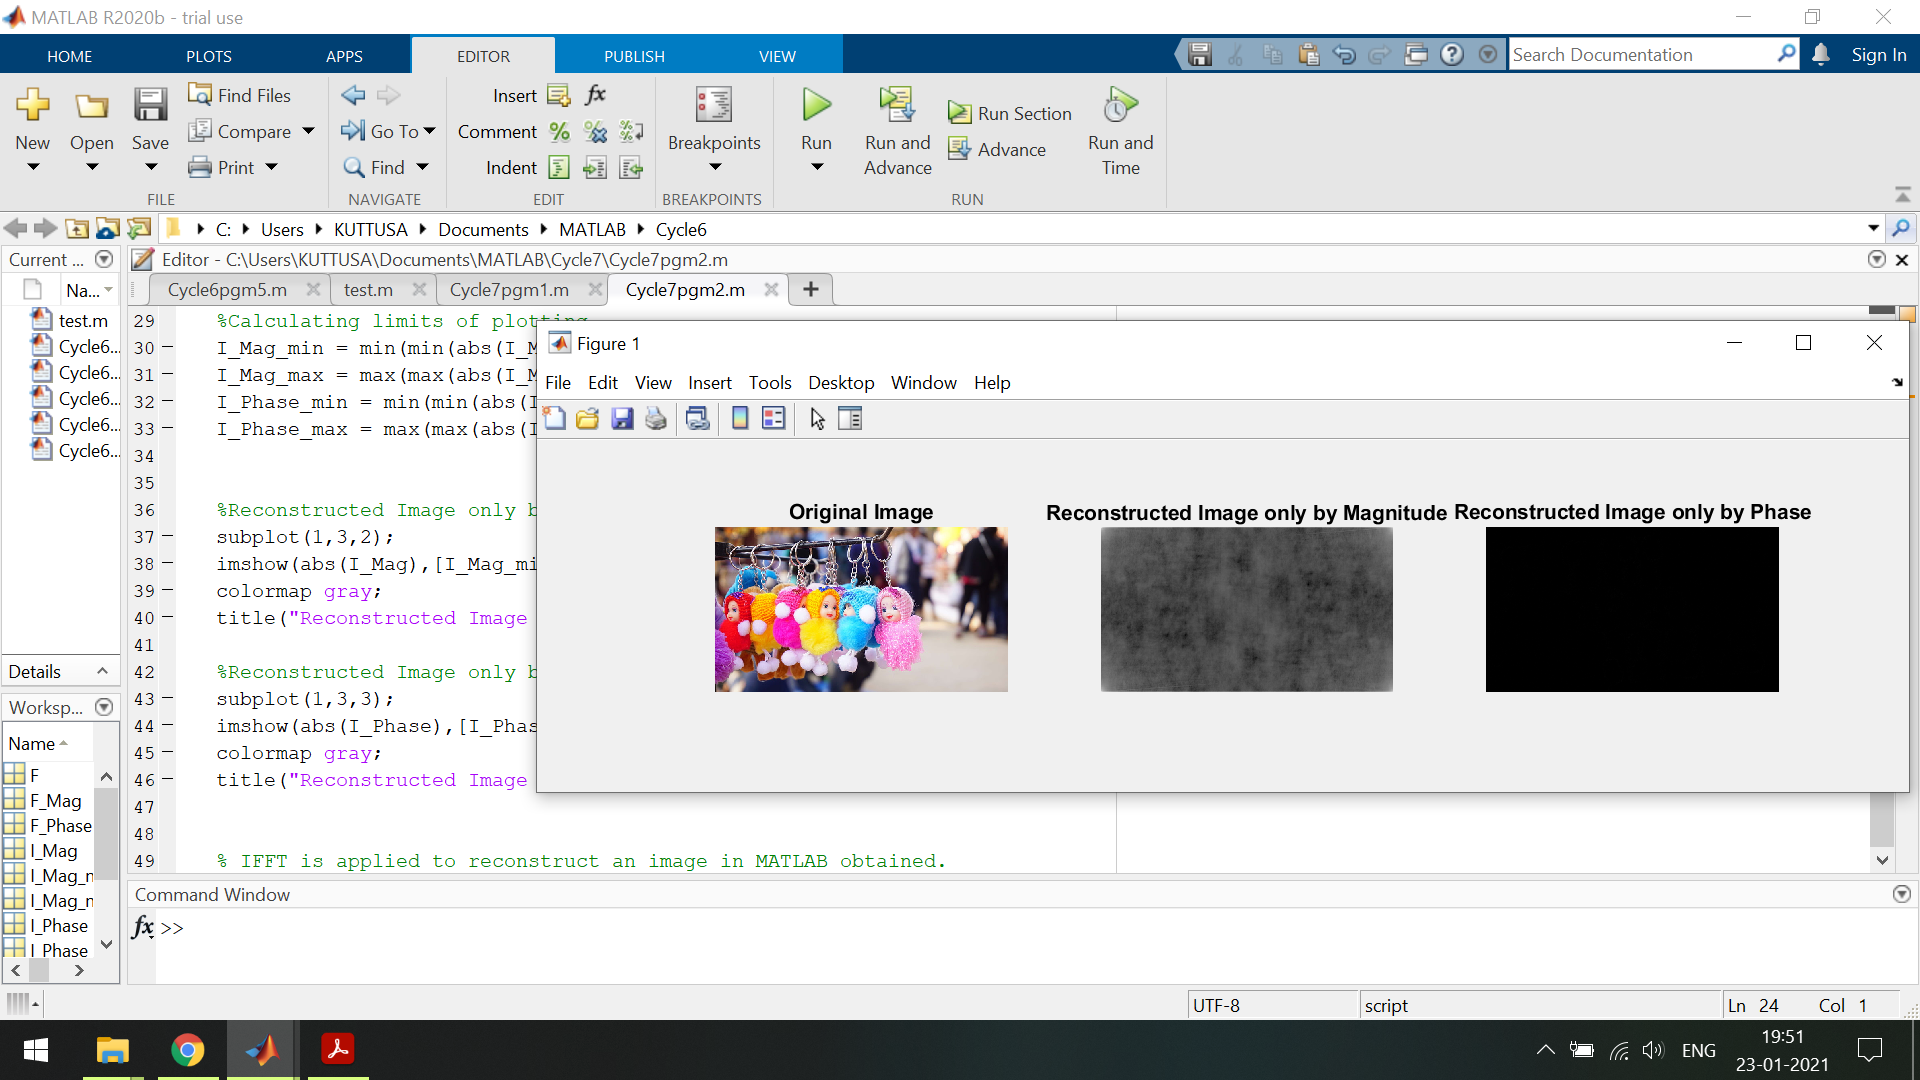 MATLAB R2020b - trial use
HOME PLOTS APPS EDITOR PUBLISH VIEW Search Documentation Sign In
New Open Save Find Files Compare Print
FILE
Go To Find
NAVIGATE
Insert fx
Comment
Indent
EDIT
Breakpoints
BREAKPOINTS
Run Run and Advance Run Section Advance Run and Time
RUN
C: Users KUTTUSA Documents MATLAB Cycle6
Current ...
Na...
test.m
Cycle6...
Cycle6...
Cycle6...
Cycle6...
Cycle6...
Details
Worksp...
Name
F
F_Mag
F_Phase
I_Mag
I_Mag_m
I_Mag_m
I_Phase
I_Phase
Editor - C:\Users\KUTTUSA\Documents\MATLAB\Cycle7\Cycle7pgm2.m
Cycle6pgm5.m test.m Cycle7pgm1.m Cycle7pgm2.m
29 %Calculating limits of plotting
30 I_Mag_min = min(min(abs(I_M
31 I_Mag_max = max(max(abs(I_M
32 I_Phase_min = min(min(abs(I
33 I_Phase_max = max(max(abs(I
34
35
36 %Reconstructed Image only b
37 subplot(1,3,2);
38 imshow(abs(I_Mag),[I_Mag_mi
39 colormap gray;
40 title("Reconstructed Image
41
42 %Reconstructed Image only b
43 subplot(1,3,3);
44 imshow(abs(I_Phase),[I_Phas
45 colormap gray;
46 title("Reconstructed Image
47
48
49 % IFFT is applied to reconstruct an image in MATLAB obtained.
Figure 1
File Edit View Insert Tools Desktop Window Help
Original Image
Reconstructed Image only by Magnitude
Reconstructed Image only by Phase
Command Window
fx >>
UTF-8 script Ln 24 Col 1
ENG 19:51
23-01-2021